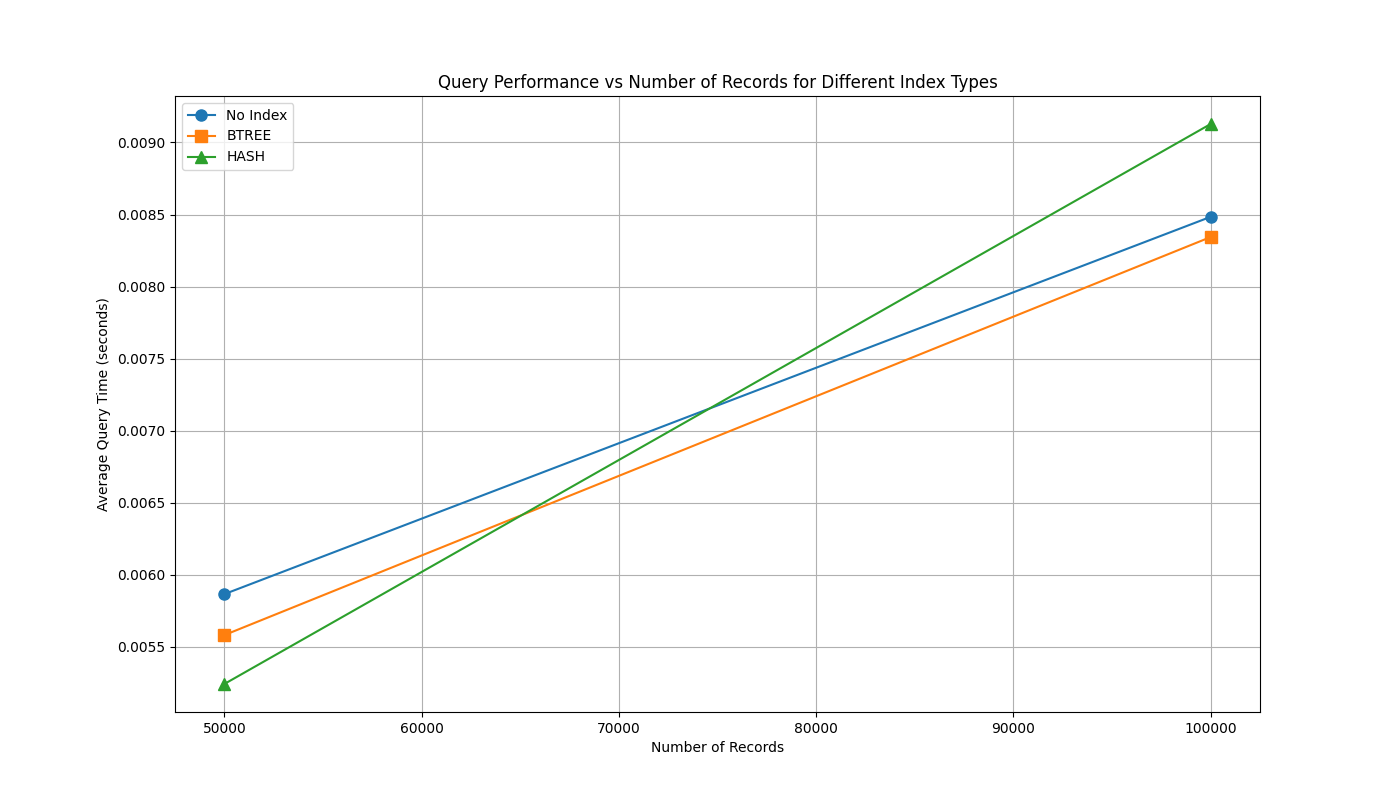 Query Performance vs Number of Records for Different Index Types
No Index
BTREE
HASH
0.0090
0.0085
0.0080
0.0075
0.0070
0.0065
0.0060
0.0055
Average Query Time (seconds)
50000 60000 70000 80000 90000 100000
Number of Records